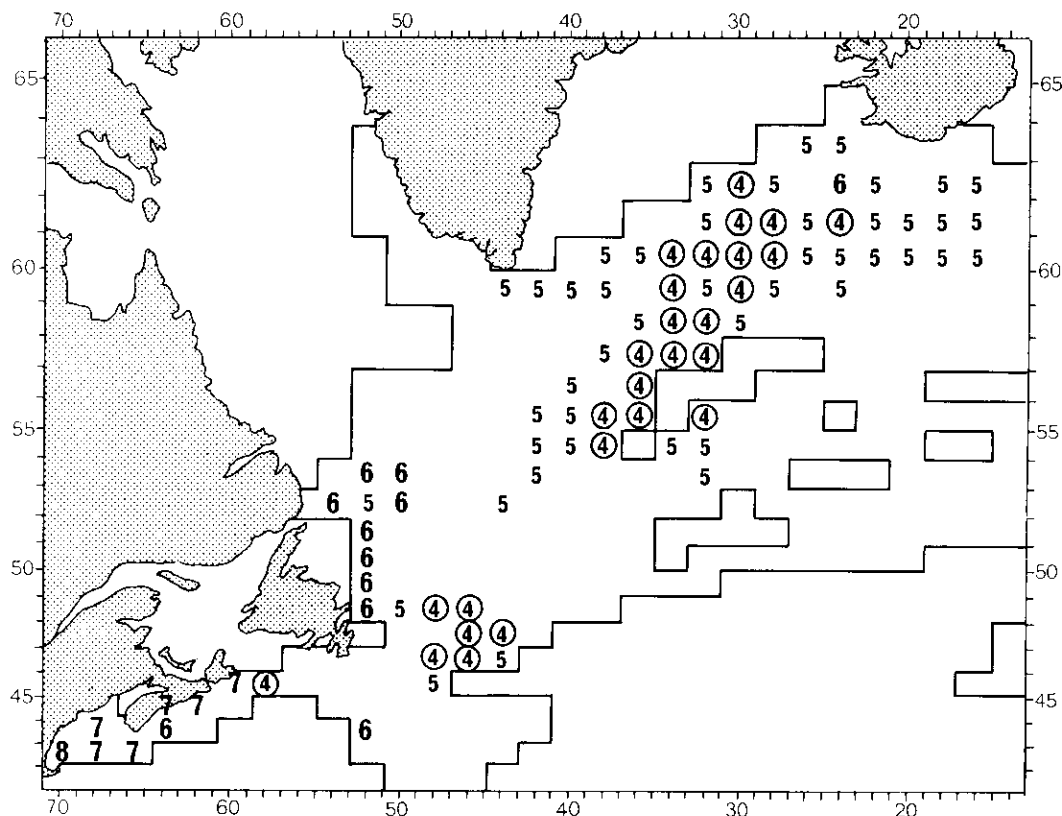 70 60 50 40 30 20
65 65
5 5
5 ④ 5 6 5 5 5
5 ④ ④ 5 ④ 5 5 5 5
60 5 5 ④ ④ ④ ④ 5 5 5 5 5 5 60
5 5 5 5 ④ 5 ④ 5 5
5 ④ ④ 5
5 ④ ④ ④
5 ④
5 5 ④ ④ ④
55 5 5 ④ 5 5 55
6 6 5 5
6 5 6 5
6
50 6 50
6
6 5 ④ ④
④ ④
④ ④ 5
45 7 ④ 5 45
7 7
7 6 6
8 7 7
70 60 50 40 30 20